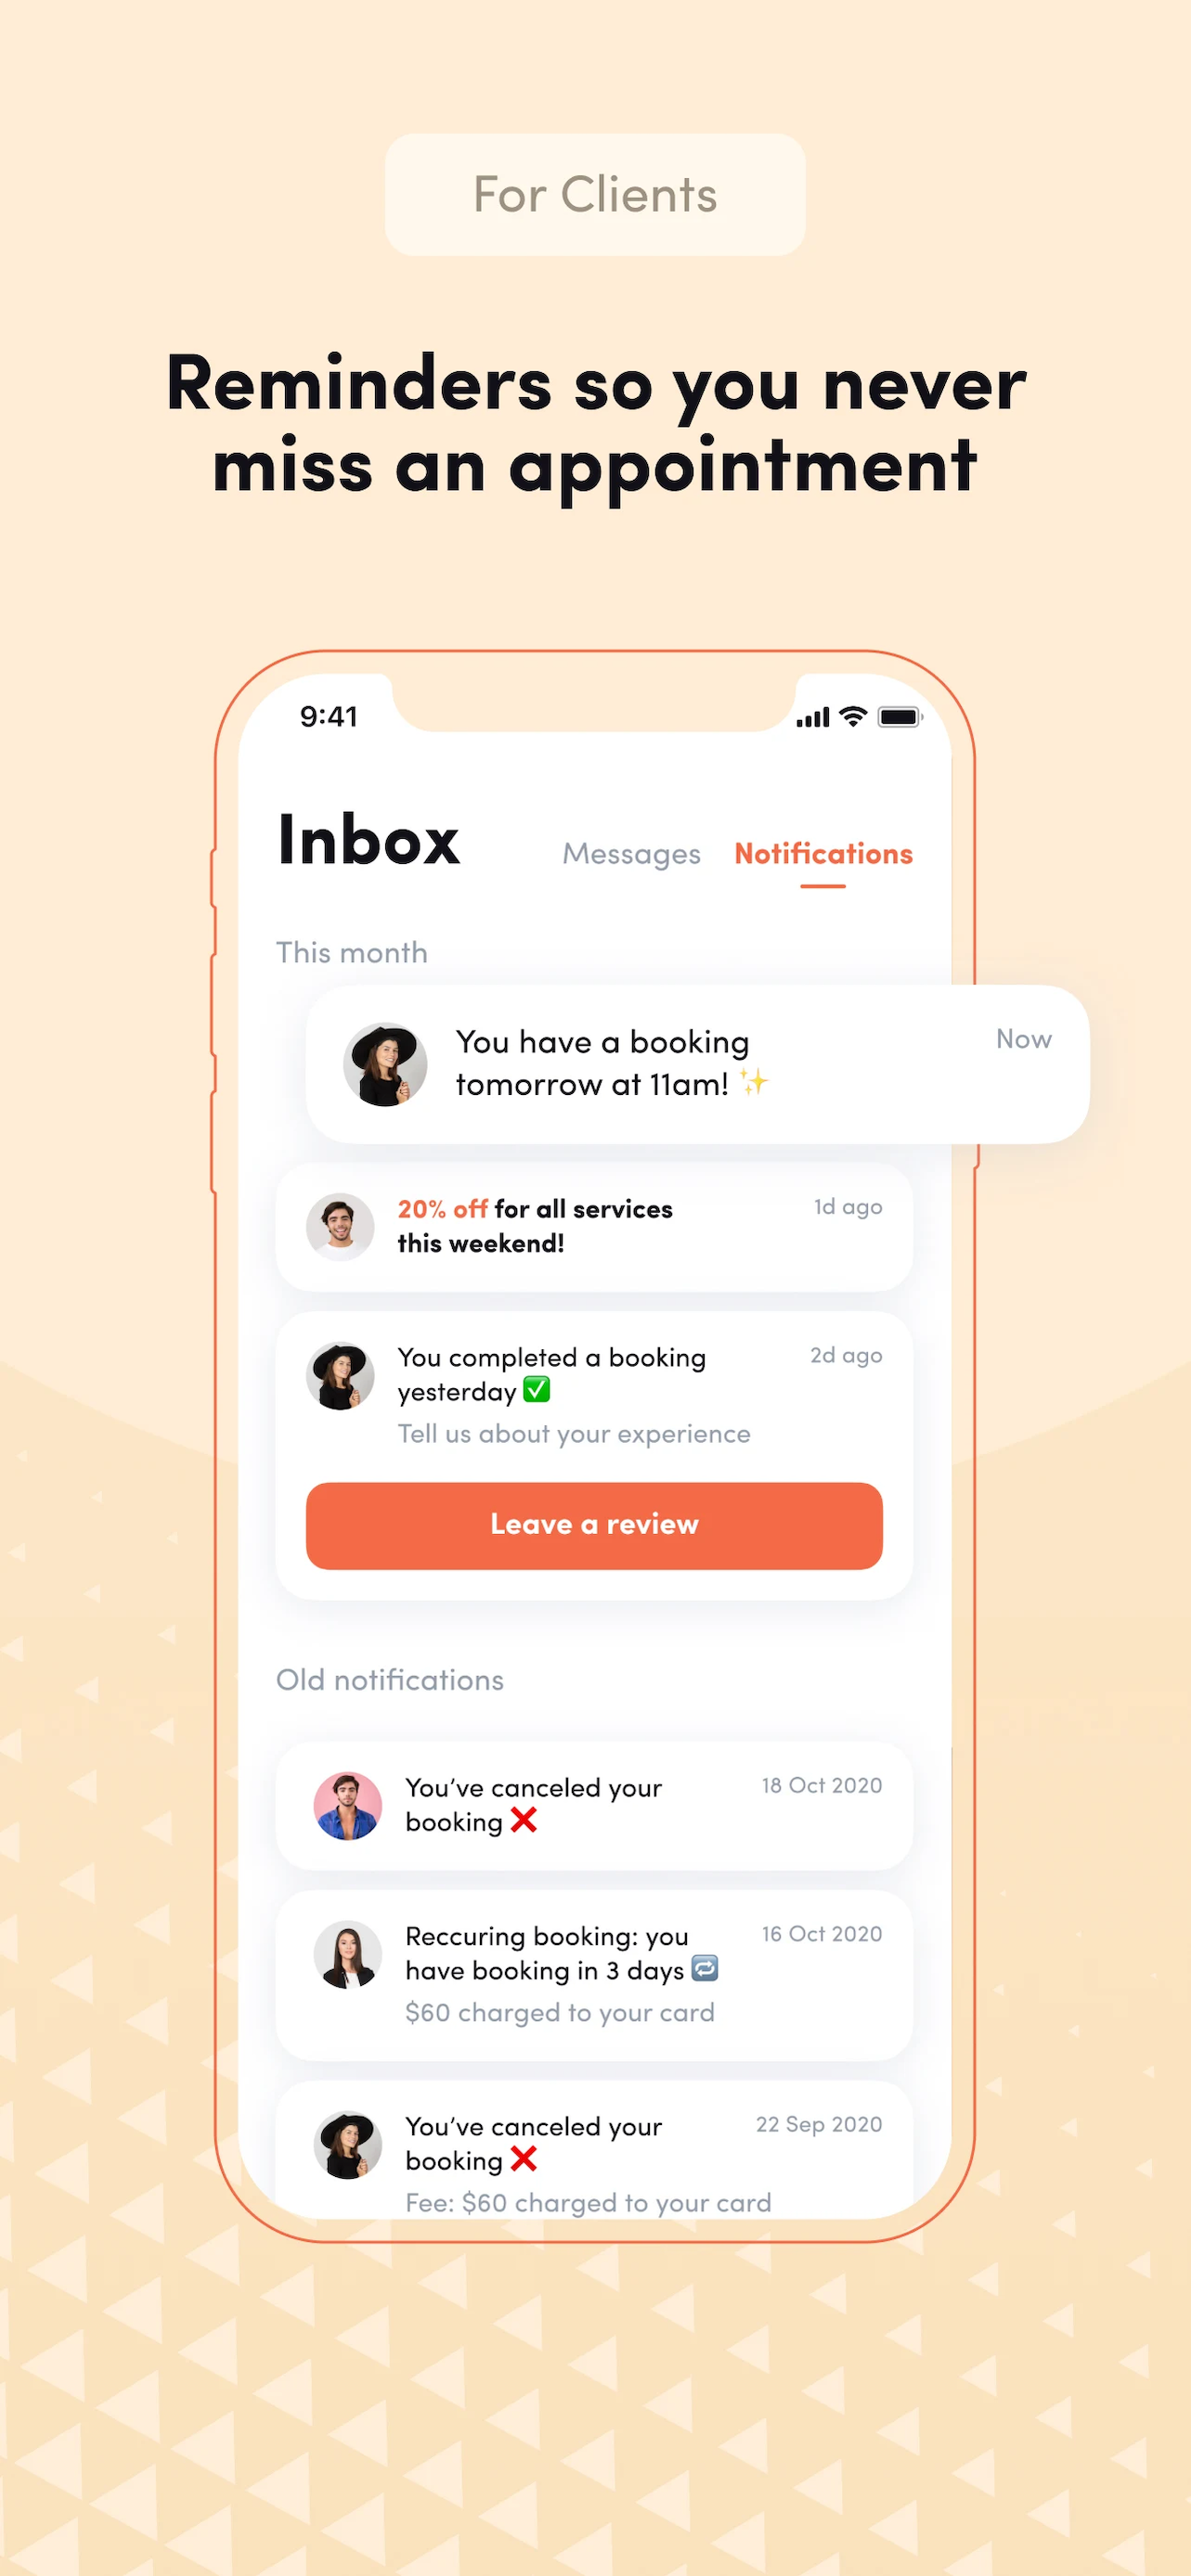 For Clients
Reminders so you never
miss an appointment
9:41
Inbox
Messages
Notifications
This month
You have a booking
tomorrow at 11am! ✨
Now
20% off for all services
this weekend!
1d ago
You completed a booking
yesterday ✅
2d ago
Tell us about your experience
Leave a review
Old notifications
You’ve canceled your
booking ❌
18 Oct 2020
Reccuring booking: you
have booking in 3 days 🔁
16 Oct 2020
$60 charged to your card
You’ve canceled your
booking ❌
22 Sep 2020
Fee: $60 charged to your card